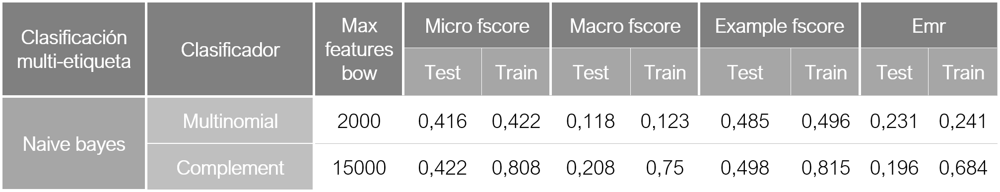 Clasificación multi-etiqueta Clasificador Max features bow Micro fscore Macro fscore Example fscore Emr
Test Train Test Train Test Train Test Train
Naive bayes Multinomial 2000 0,416 0,422 0,118 0,123 0,485 0,496 0,231 0,241
Complement 15000 0,422 0,808 0,208 0,75 0,498 0,815 0,196 0,684